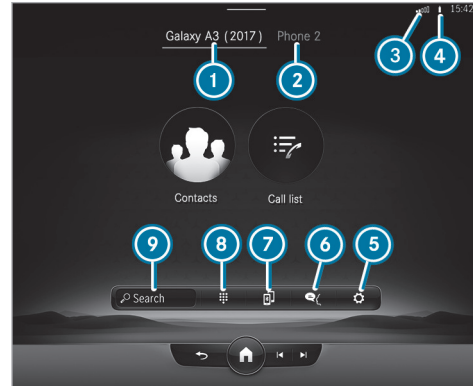 15:42
Galaxy A3 (2017) Phone 2
3 4
1 2
Contacts Call list
9 8 7 6 5
Search